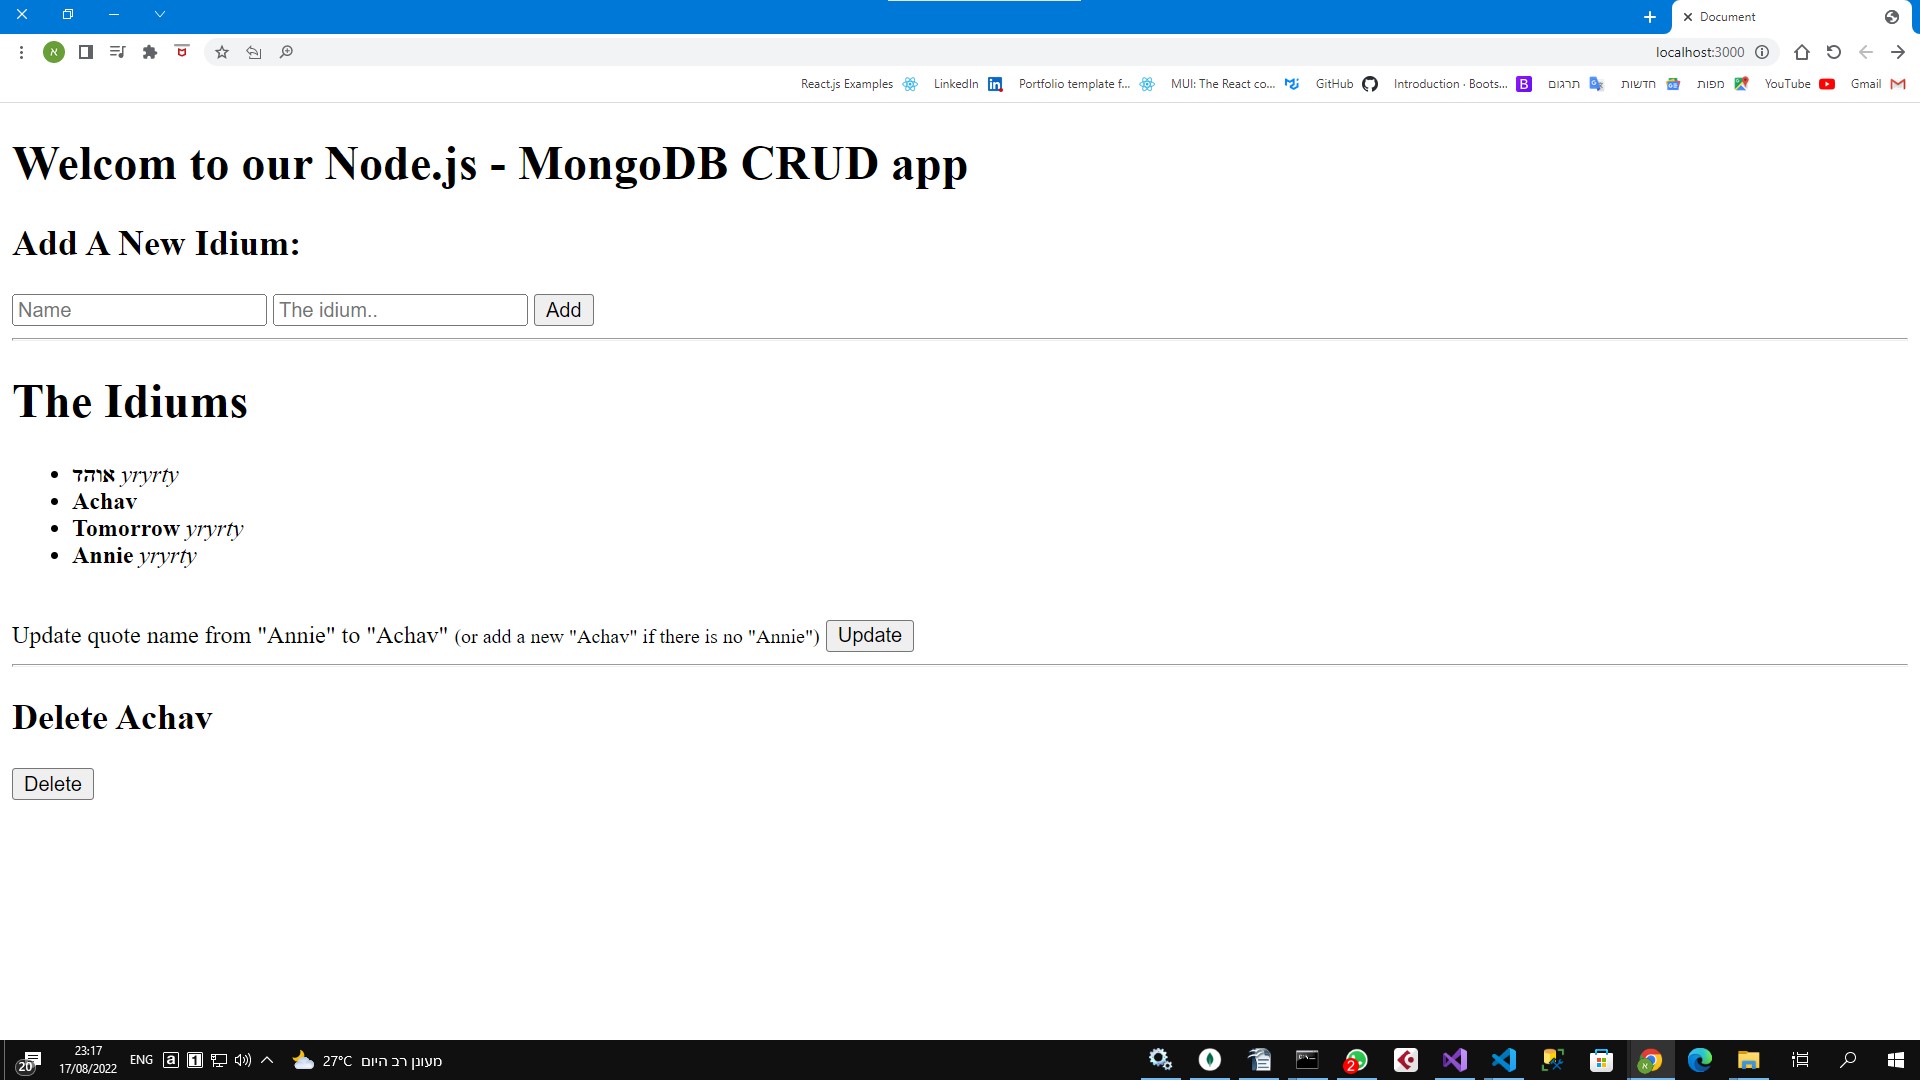 Document
localhost:3000
Gmail
YouTube
מפות
חדשות
תרגום
Introduction · Boots...
GitHub
MUI: The React co...
Portfolio template f...
LinkedIn
React.js Examples
Welcom to our Node.js - MongoDB CRUD app
Add A New Idium:
Name The idium.. Add
The Idiums
אוהד yryrty
Achav
Tomorrow yryrty
Annie yryrty
Update quote name from "Annie" to "Achav" (or add a new "Achav" if there is no "Annie") Update
Delete Achav
Delete
20
23:17
17/08/2022
ENG
27°C מעונן רב היום
2